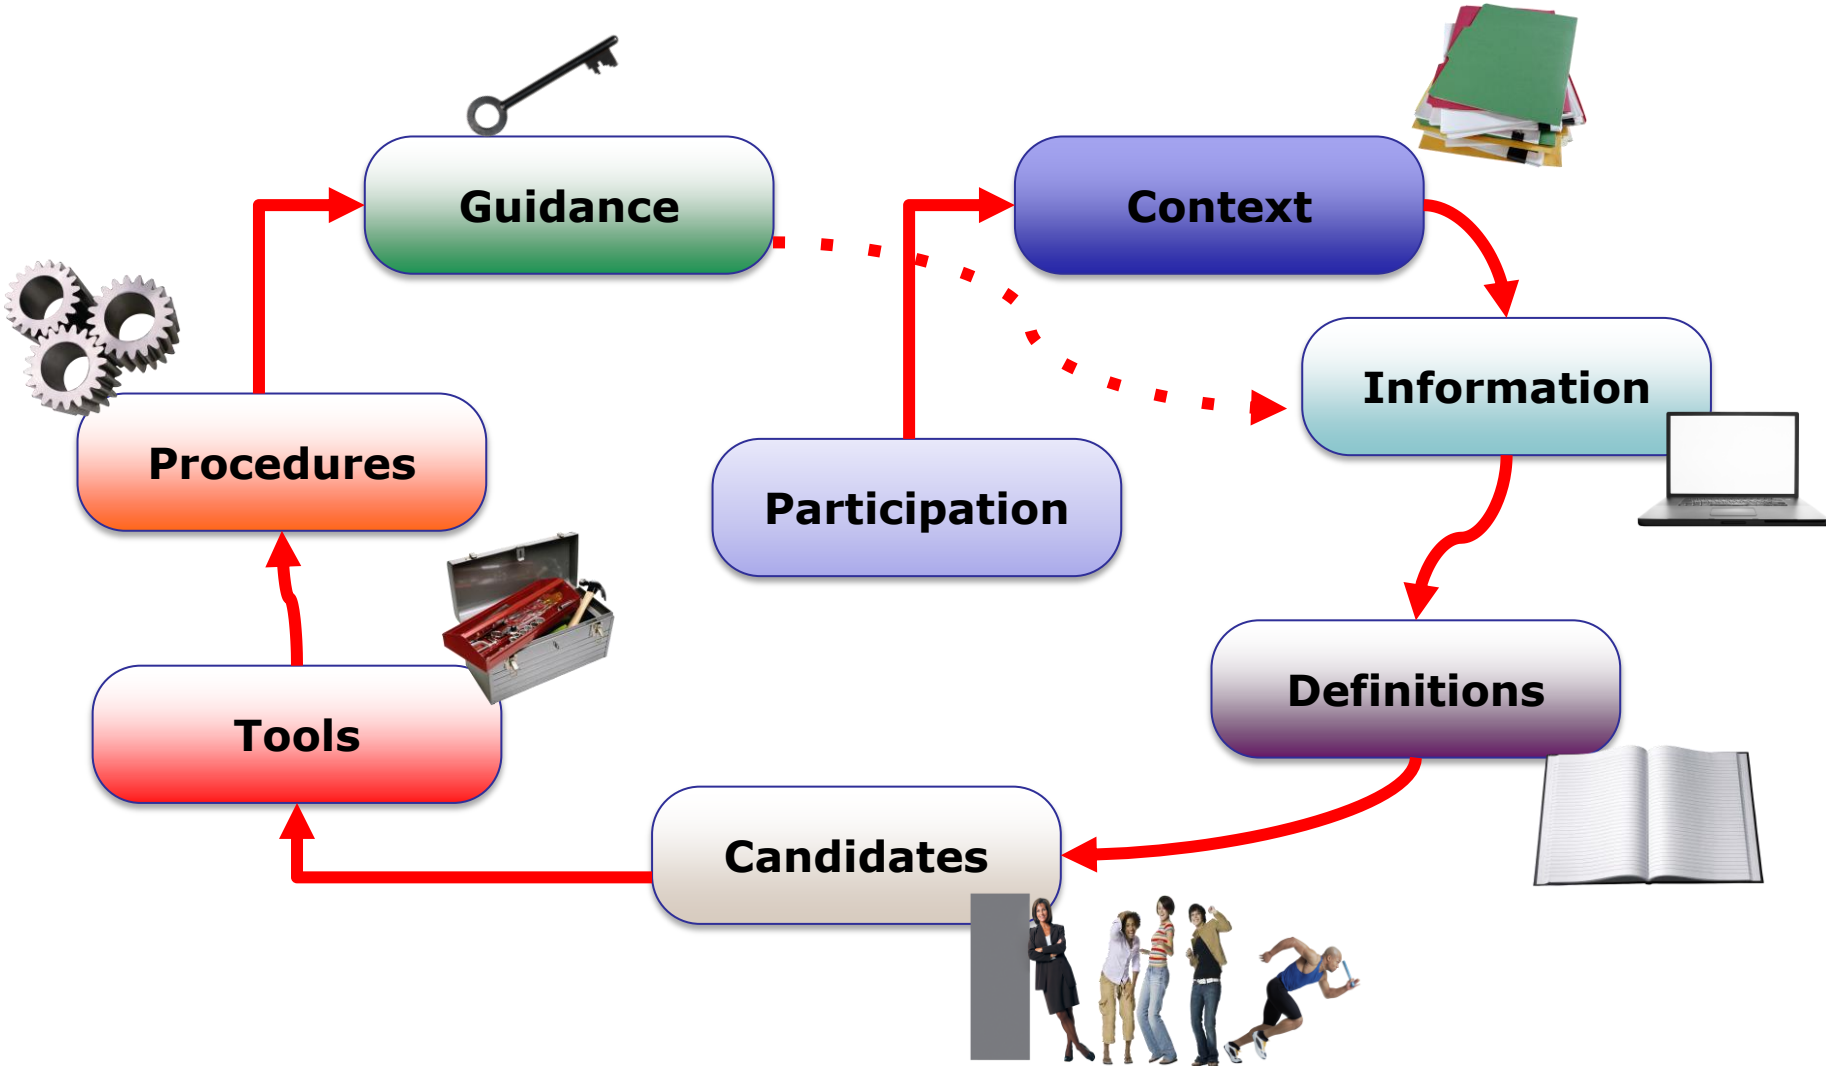 Guidance
Context
Information
Procedures
Participation
Definitions
Tools
Candidates